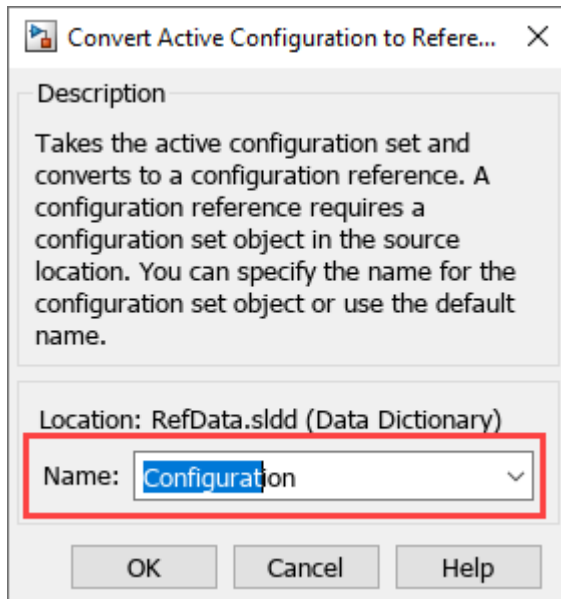 Convert Active Configuration to Refere...
Description
Takes the active configuration set and
converts to a configuration reference. A
configuration reference requires a
configuration set object in the source
location. You can specify the name for the
configuration set object or use the default
name.
Location: RefData.sldd (Data Dictionary)
Name: Configuration
OK Cancel Help